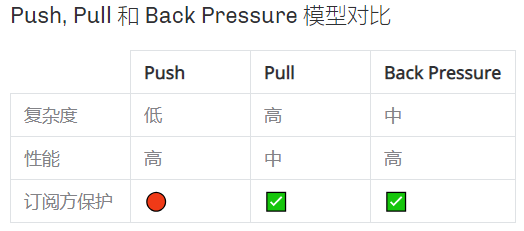 Push, Pull 和 Back Pressure 模型对比
Push Pull Back Pressure
复杂度 低 高 中
性能 高 中 高
订阅方保护